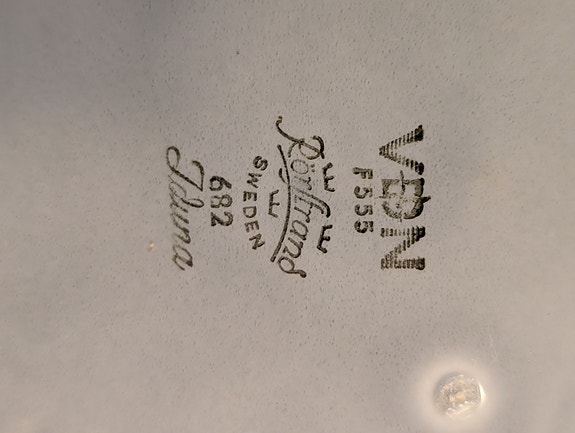 VDN
F555
Rörstrand
SWEDEN
682
Iduna